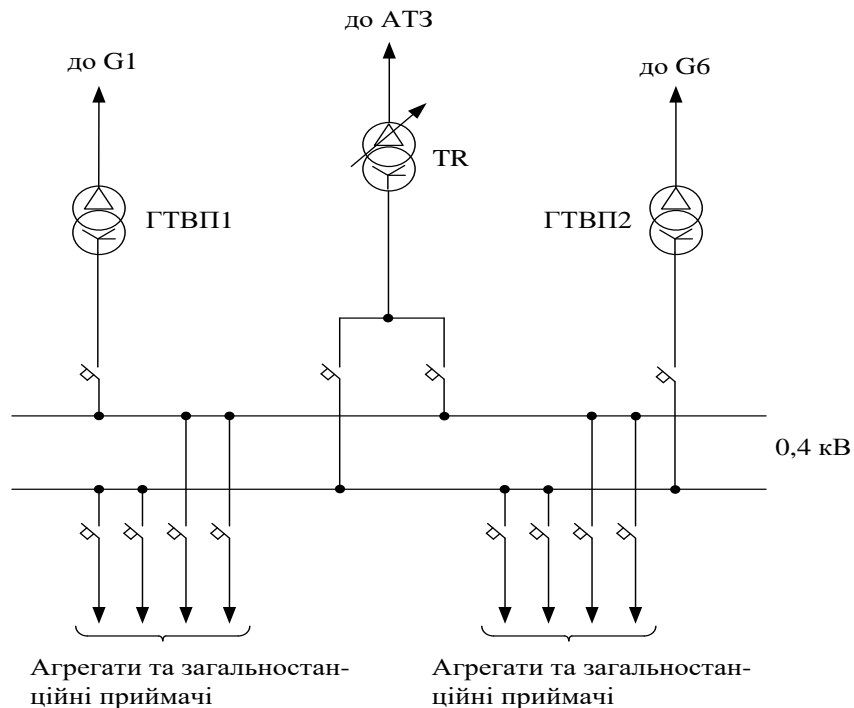 до АТЗ
до G1
до G6
TR
ГТВП1
ГТВП2
0,4 кВ
Агрегати та загальностан-
ційні приймачі
Агрегати та загальностан-
ційні приймачі